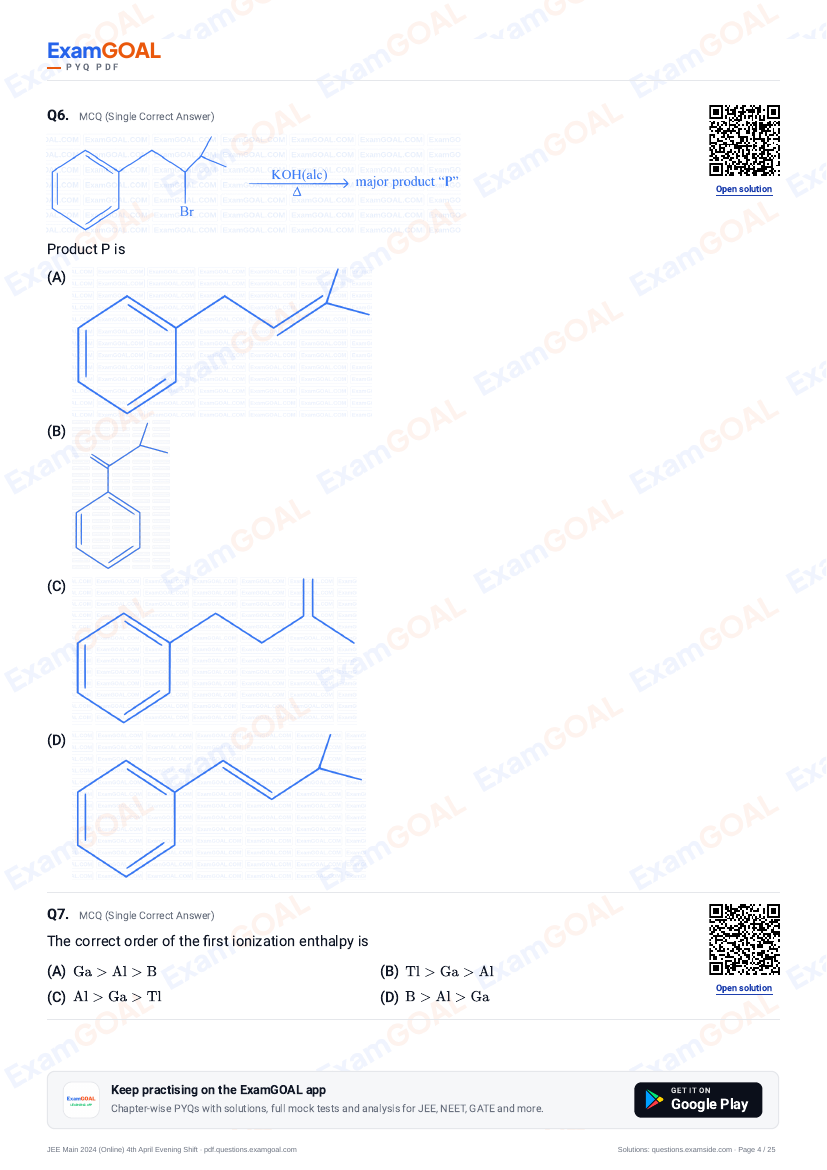 ExamGOAL
PYQ PDF
Q6. MCQ (Single Correct Answer)
Open solution
KOH(alc)
Δ
major product “P”
Br
Product P is
(A)
(B)
(C)
(D)
Q7. MCQ (Single Correct Answer)
Open solution
The correct order of the first ionization enthalpy is
(A) Ga > Al > B
(B) Tl > Ga > Al
(C) Al > Ga > Tl
(D) B > Al > Ga
ExamGOAL
Keep practising on the ExamGOAL app
Chapter-wise PYQs with solutions, full mock tests and analysis for JEE, NEET, GATE and more.
GET IT ON
Google Play
JEE Main 2024 (Online) 4th April Evening Shift · pdf.questions.examgoal.com
Solutions: questions.examside.com · Page 4 / 25